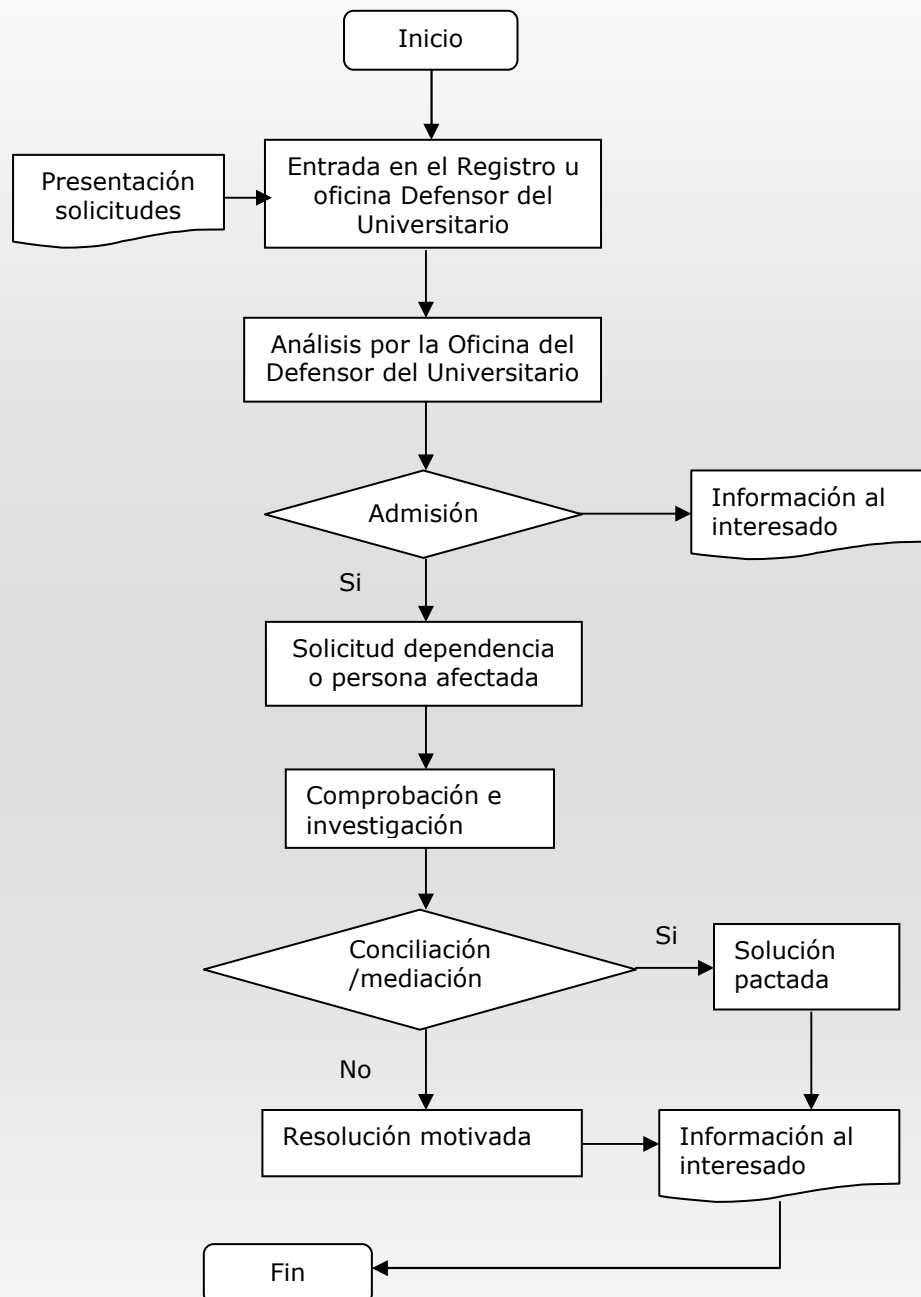 Inicio
Presentación
solicitudes
Entrada en el Registro u
oficina Defensor del
Universitario
Análisis por la Oficina del
Defensor del Universitario
Admisión
Información al
interesado
Si
Solicitud dependencia
o persona afectada
Comprobación e
investigación
Conciliación
/mediación
Si
Solución
pactada
No
Resolución motivada
Información al
interesado
Fin